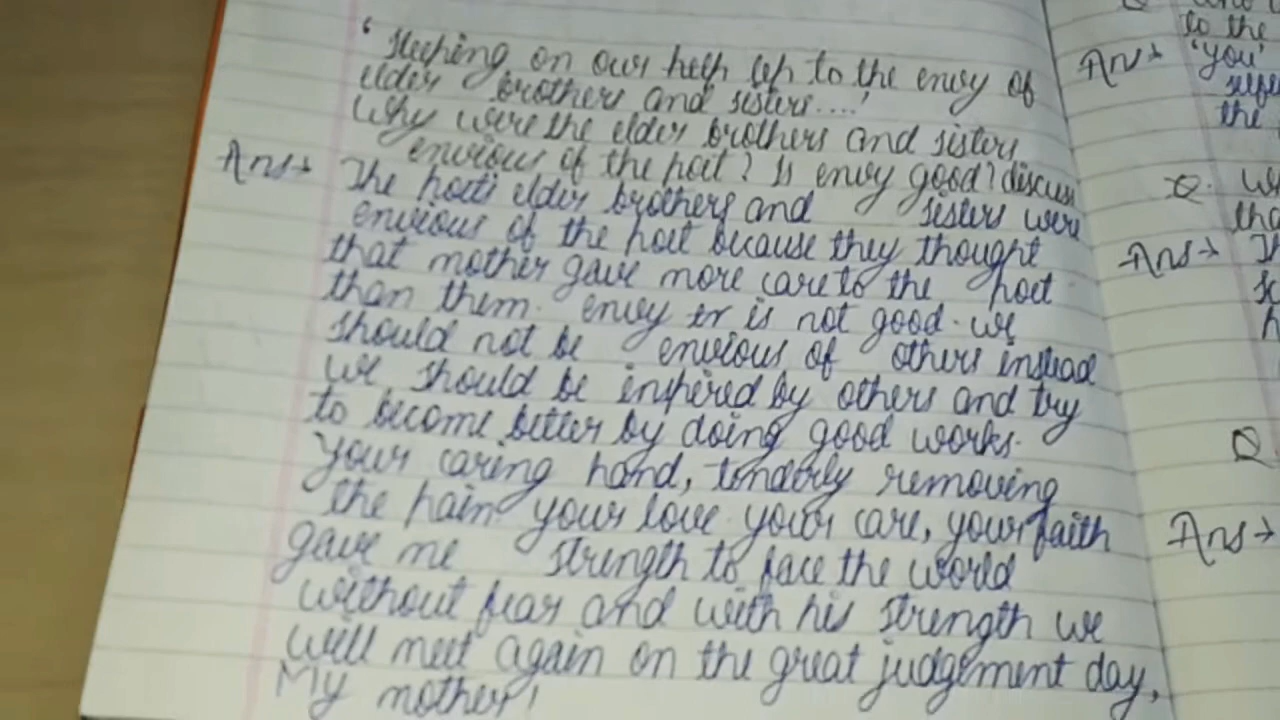 'Sleeping on our help lep to the envy of
elder brothers and sisters....'
Why were the elder brothers and sisters
envious of the poet? Is envy good? discuss
Ans→ The poet's elder brothers and sisters were
envious of the poet because they thought
that mother gave more care to the poet
than them. envy is not good. we
should not be envious of others instead
we should be inspired by others and try
to become better by doing good works.
Your caring hand, tenderly removing
the pain your love your care, your faith
gave me strength to face the world
without fear and with his strength we
will meet again on the great judgement day,
My mother!
to the
Ans→ 'you'
the
Q.
Ans→
Q
Ans→